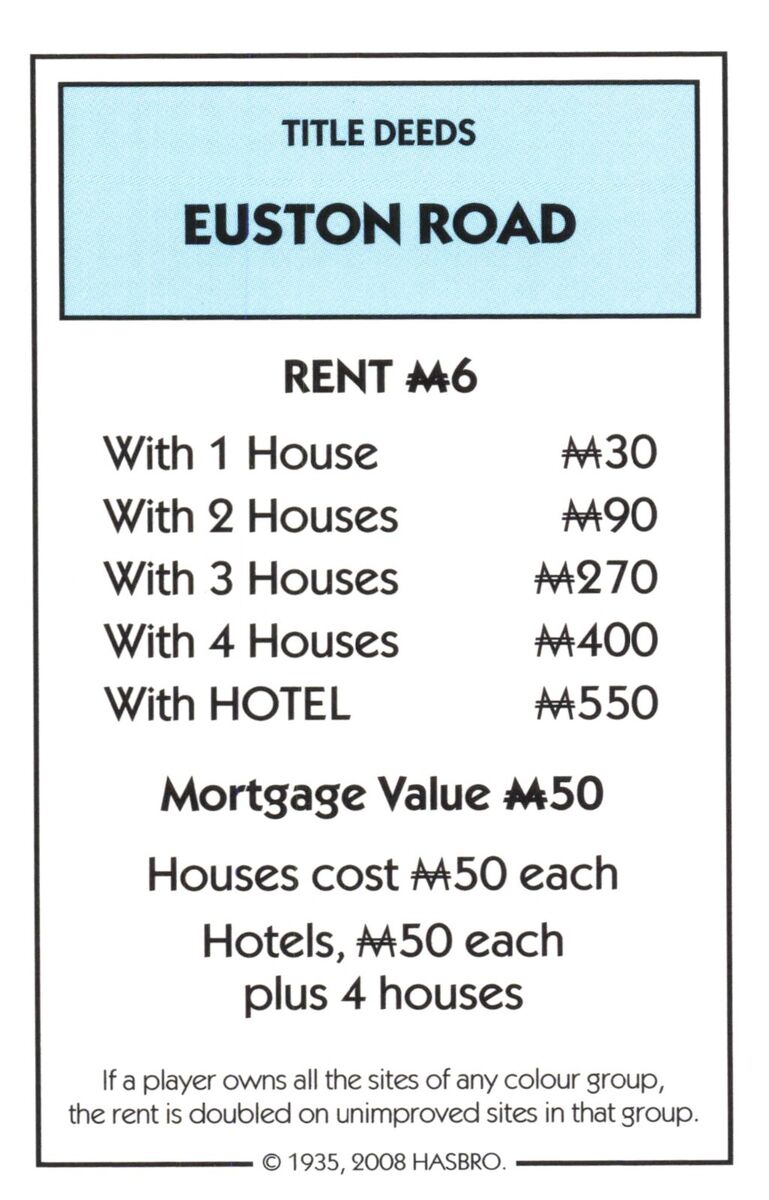 TITLE DEEDS
EUSTON ROAD
RENT ₩6
With 1 House ₩30
With 2 Houses ₩90
With 3 Houses ₩270
With 4 Houses ₩400
With HOTEL ₩550
Mortgage Value ₩50
Houses cost ₩50 each
Hotels, ₩50 each
plus 4 houses
If a player owns all the sites of any colour group,
the rent is doubled on unimproved sites in that group.
© 1935, 2008 HASBRO.